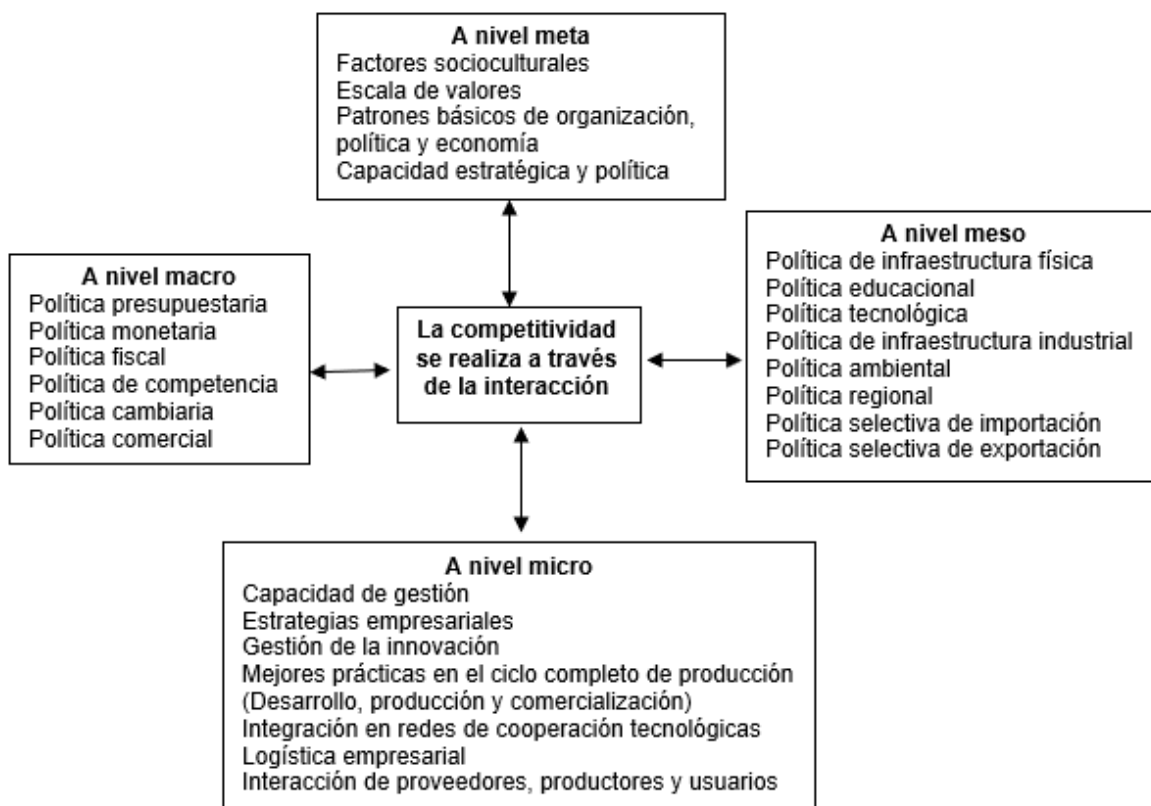 A nivel meta
Factores socioculturales
Escala de valores
Patrones básicos de organización,
política y economía
Capacidad estratégica y política
A nivel macro
Política presupuestaria
Política monetaria
Política fiscal
Política de competencia
Política cambiaria
Política comercial
La competitividad
se realiza a través
de la interacción
A nivel meso
Política de infraestructura física
Política educacional
Política tecnológica
Política de infraestructura industrial
Política ambiental
Política regional
Política selectiva de importación
Política selectiva de exportación
A nivel micro
Capacidad de gestión
Estrategias empresariales
Gestión de la innovación
Mejores prácticas en el ciclo completo de producción
(Desarrollo, producción y comercialización)
Integración en redes de cooperación tecnológicas
Logística empresarial
Interacción de proveedores, productores y usuarios